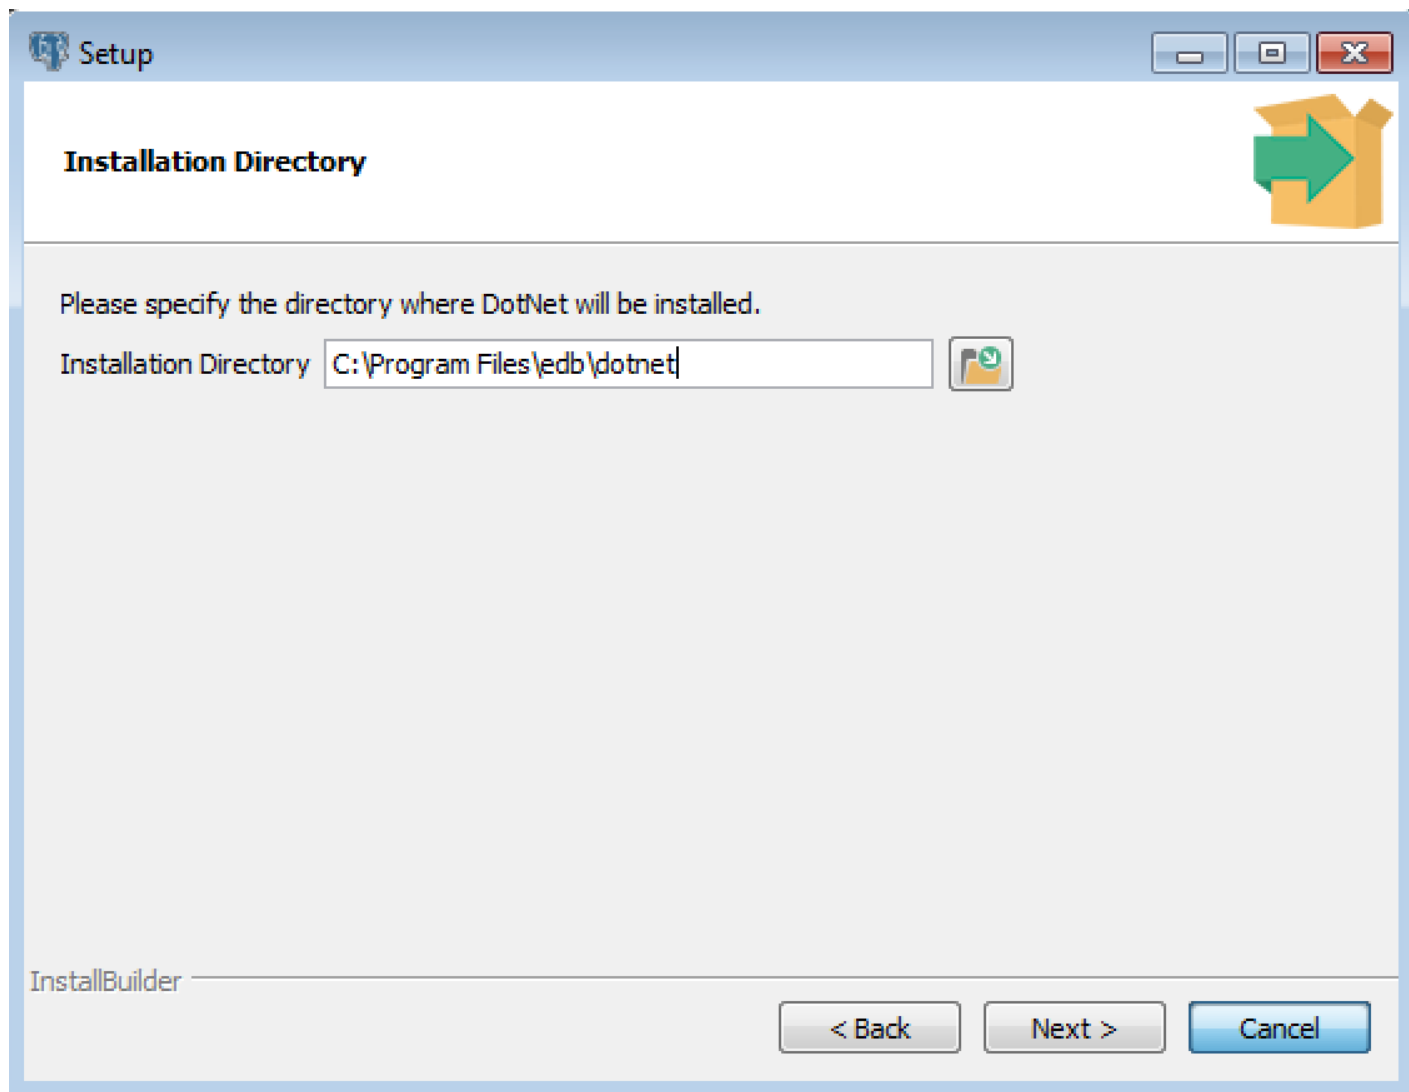 Setup
Installation Directory
Please specify the directory where DotNet will be installed.
Installation Directory C:\Program Files\edb\dotnet
InstallBuilder
< Back Next > Cancel